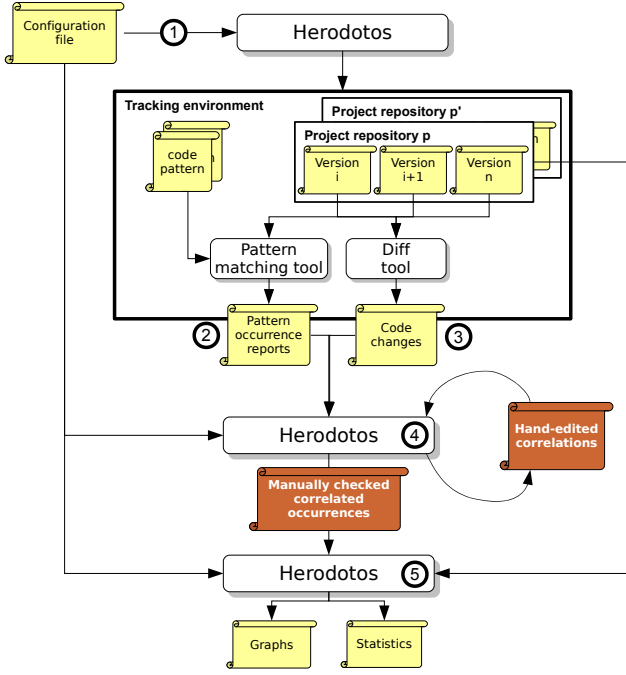 Configuration
file
1
Herodotos
Tracking environment
Project repository p'
Project repository p
code
pattern
Version
i
Version
i+1
Version
n
Pattern
matching tool
Diff
tool
2
Pattern
occurrence
reports
Code
changes
3
Herodotos
4
Hand-edited
correlations
Manually checked
correlated
occurrences
Herodotos
5
Graphs
Statistics